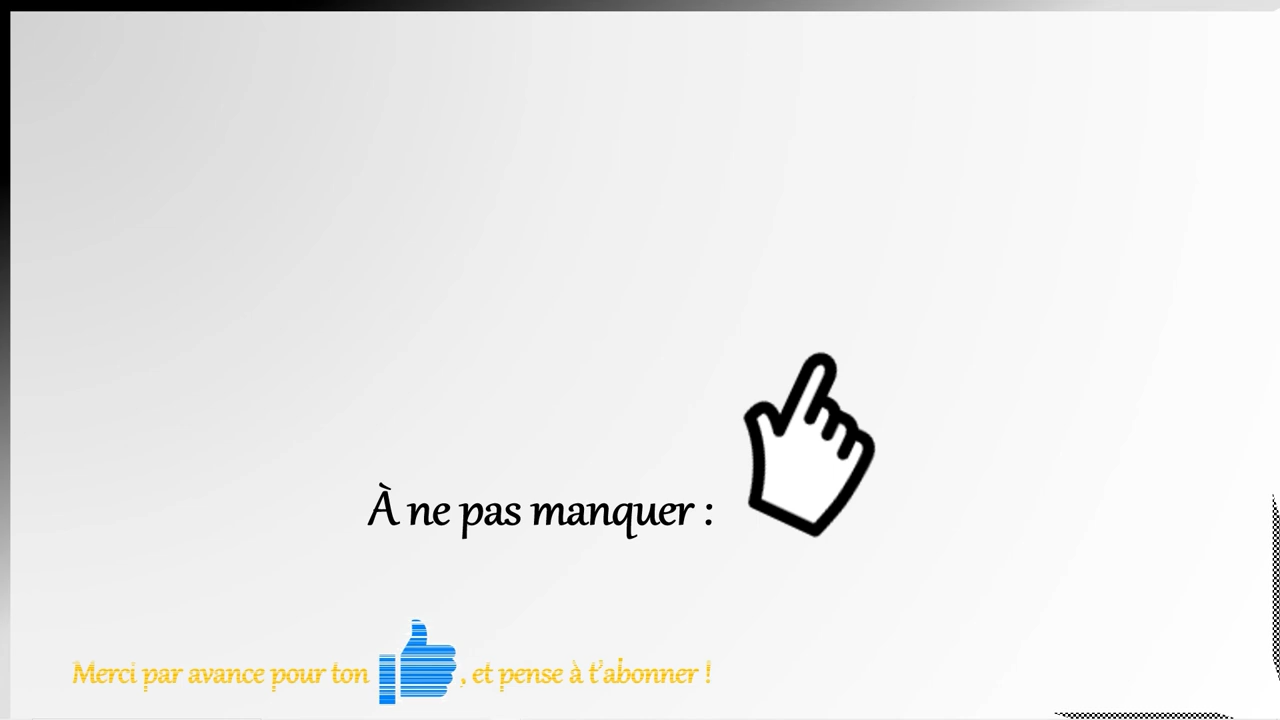 À ne pas manquer :
Merci par avance pour ton , et pense à t'abonner !